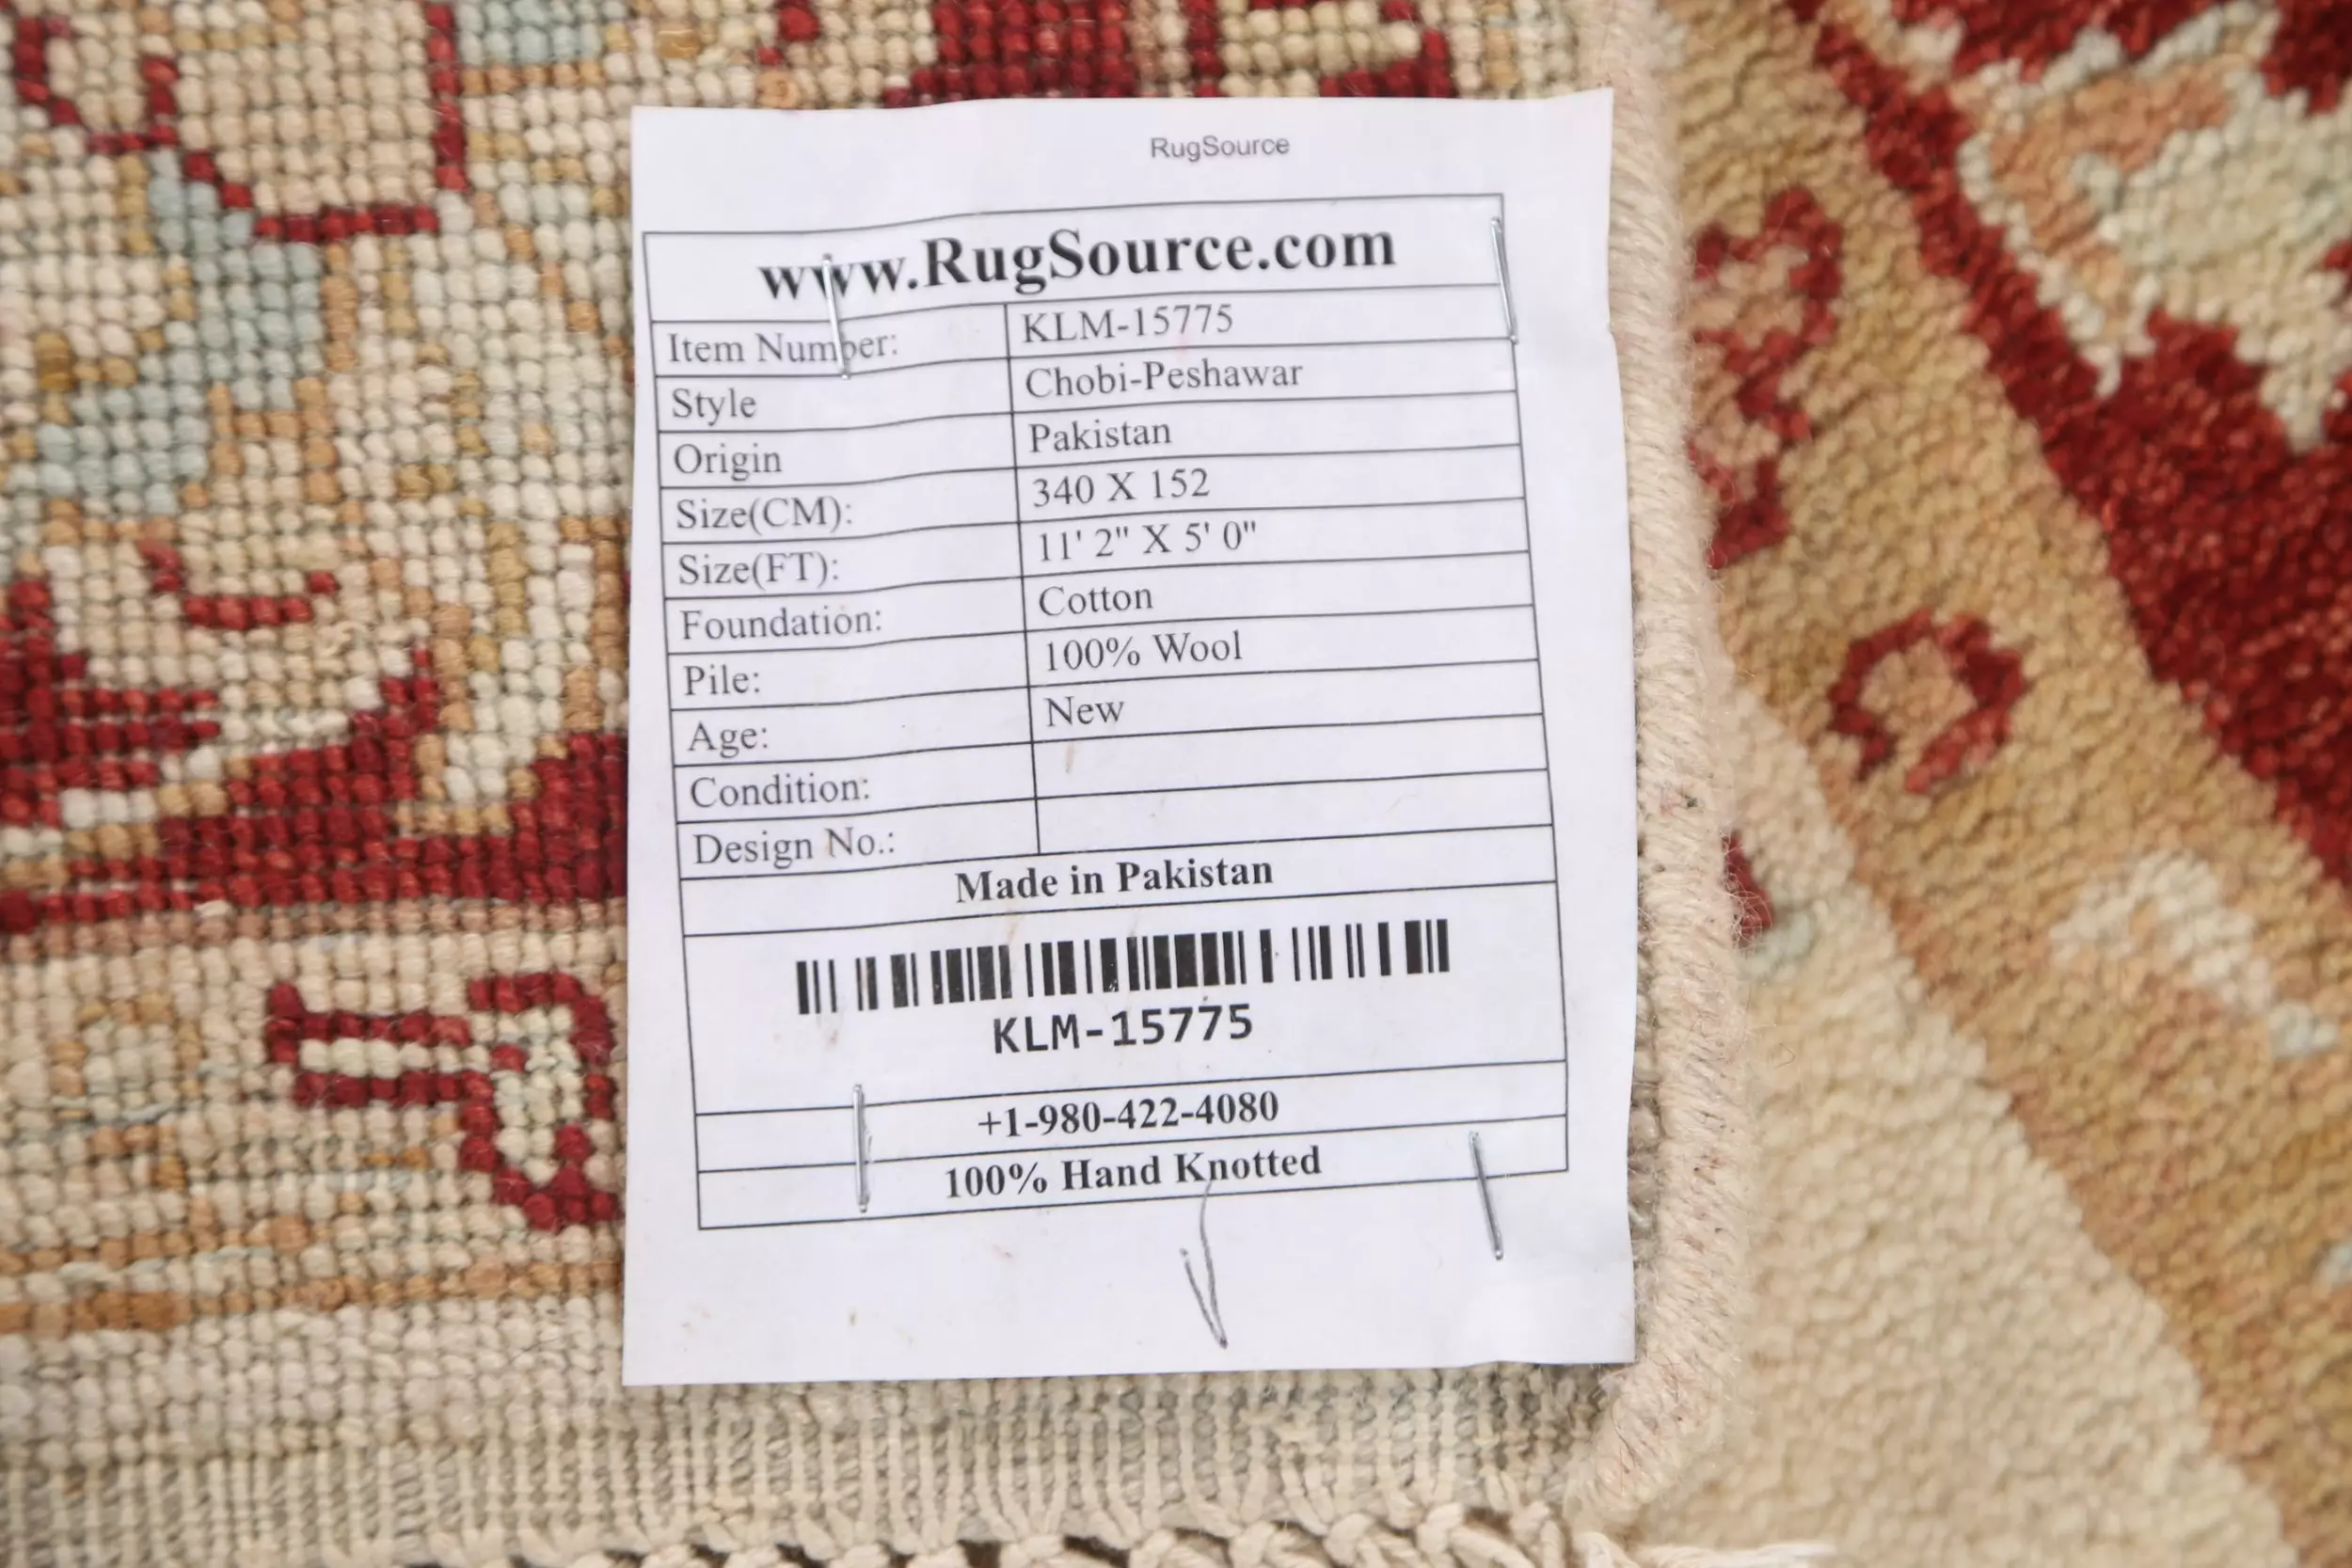 RugSource
www.RugSource.com
Item Number: KLM-15775
Style Chobi-Peshawar
Origin Pakistan
Size(CM): 340 X 152
Size(FT): 11' 2" X 5' 0"
Foundation: Cotton
Pile: 100% Wool
Age: New
Condition:
Design No.:
Made in Pakistan
KLM-15775
+1-980-422-4080
100% Hand Knotted